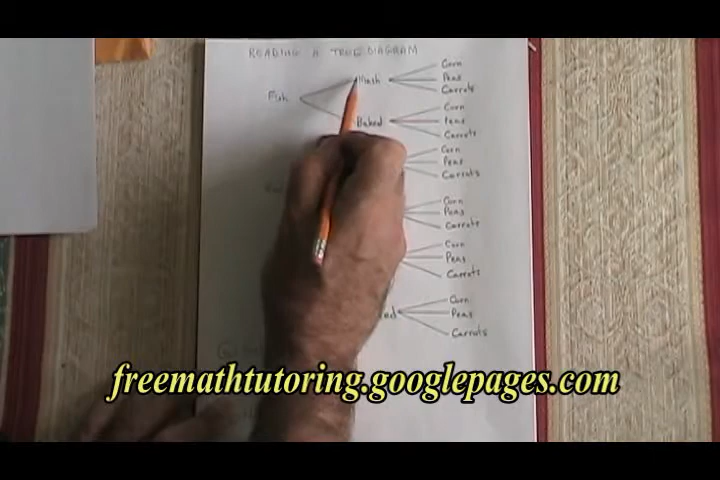 READING A TREE DIAGRAM
Corn
Fish Mash Peas
Carrots
Corn
Baked Peas
Carrots
Corn
Peas
Carrots
Corn
Peas
Carrots
Corn
Peas
Carrots
Corn
Peas
Carrots
freemathtutoring.googlepages.com